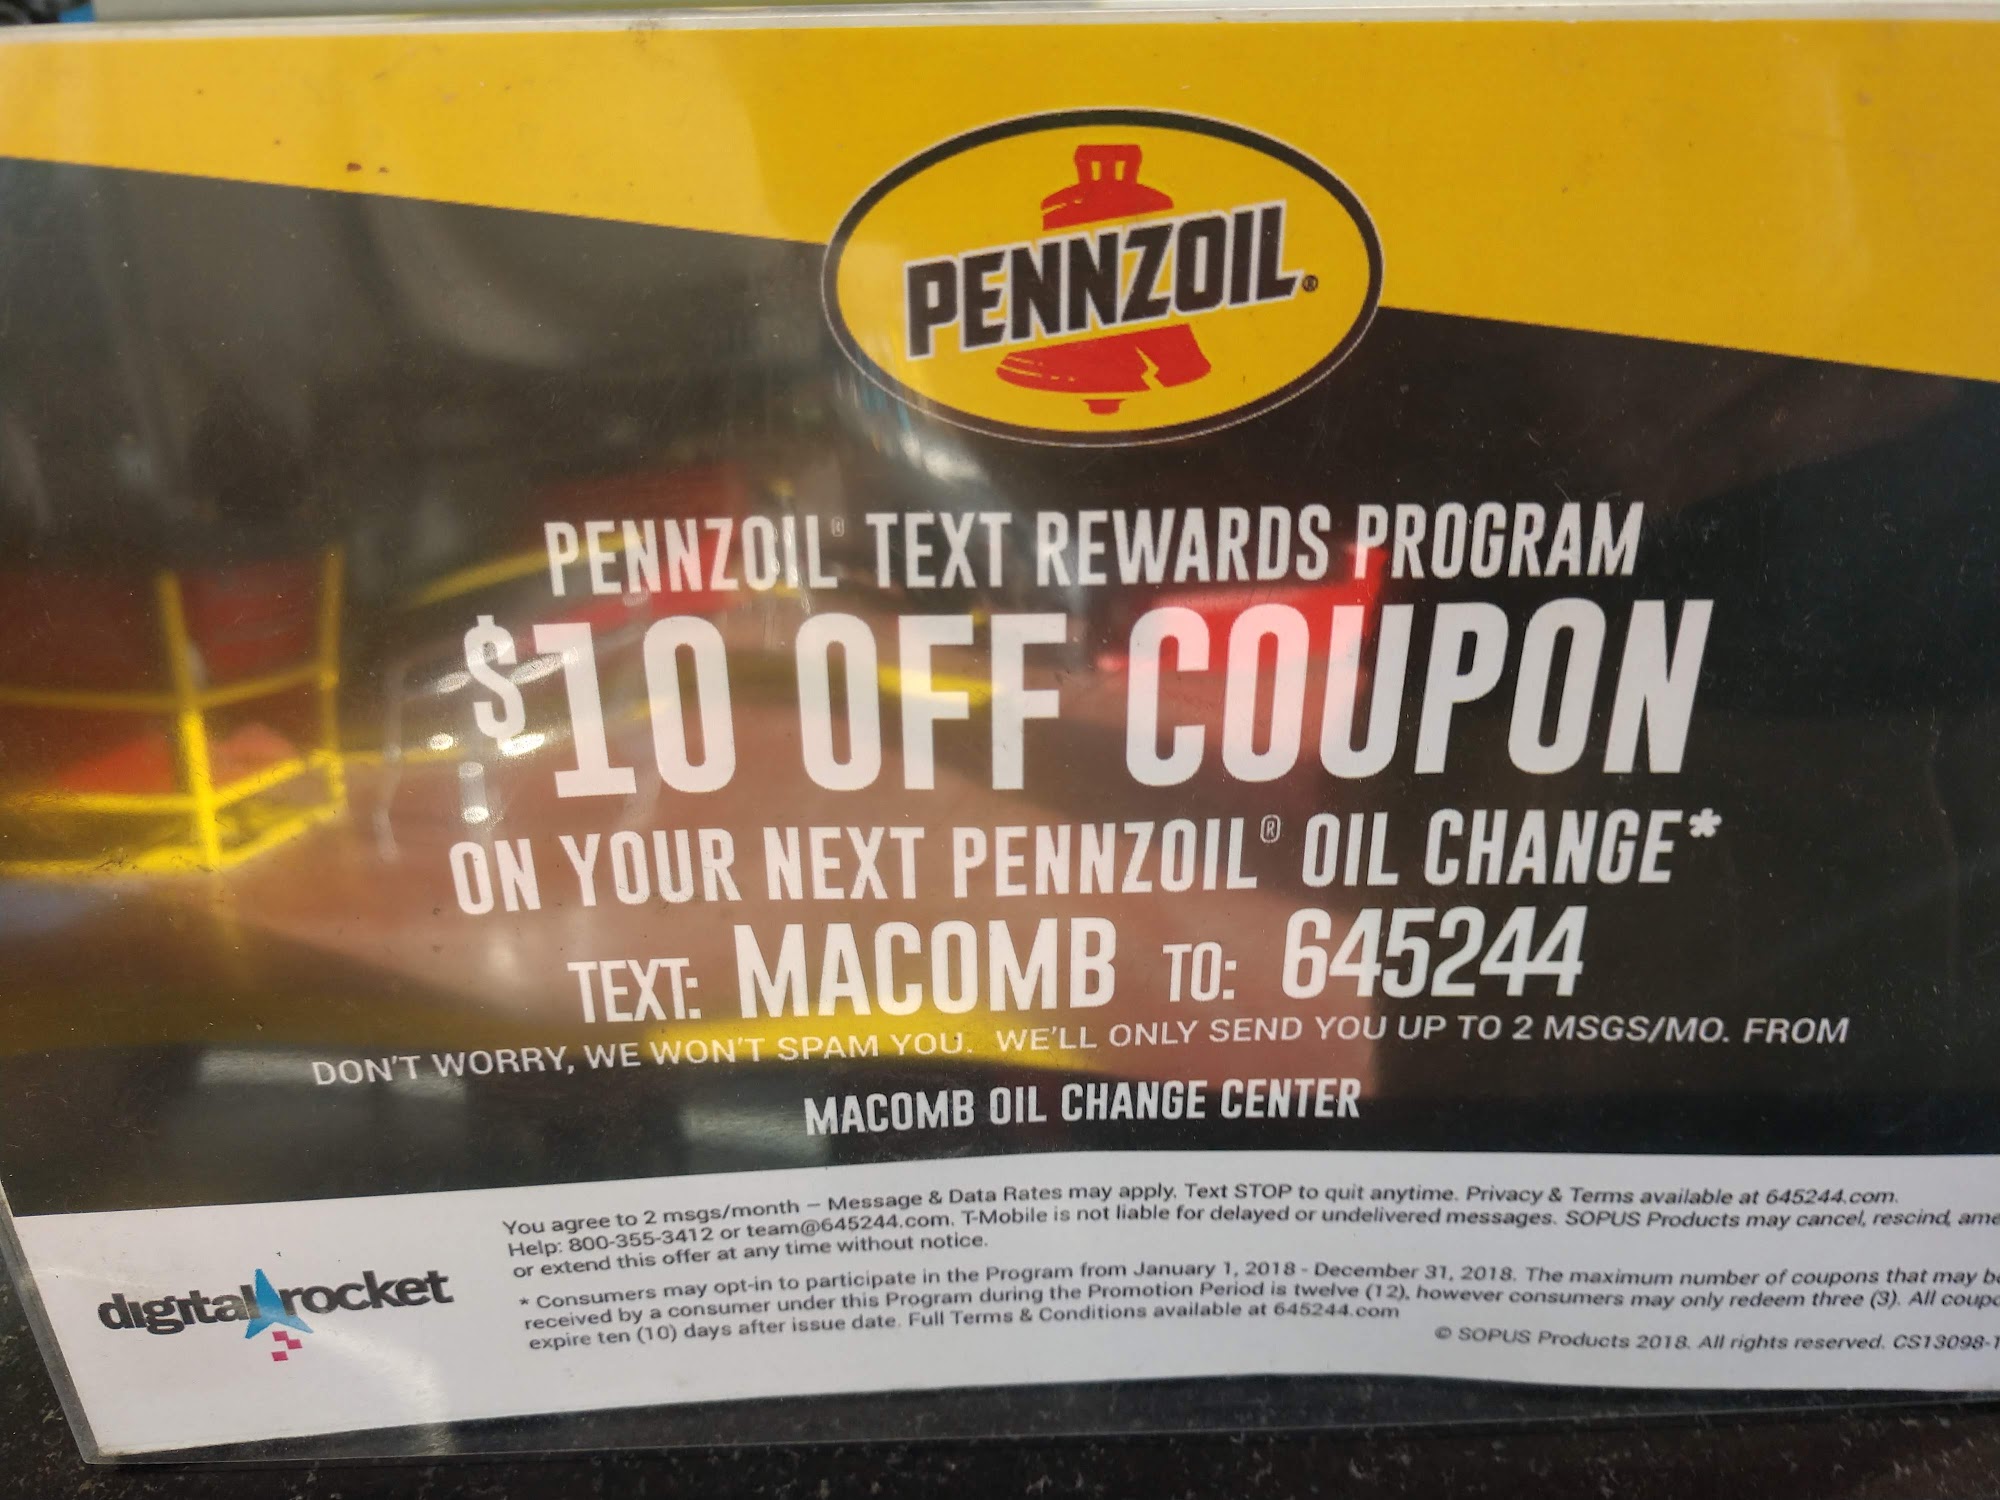 PENNZOIL®
PENNZOIL® TEXT REWARDS PROGRAM
$10 OFF COUPON
ON YOUR NEXT PENNZOIL® OIL CHANGE*
TEXT: MACOMB TO: 645244
DON'T WORRY, WE WON'T SPAM YOU. WE'LL ONLY SEND YOU UP TO 2 MSGS/MO. FROM
MACOMB OIL CHANGE CENTER
You agree to 2 msgs/month – Message & Data Rates may apply. Text STOP to quit anytime. Privacy & Terms available at 645244.com.
Help: 800-355-3412 or team@645244.com. T-Mobile is not liable for delayed or undelivered messages. SOPUS Products may cancel, rescind,
or extend this offer at any time without notice.
* Consumers may opt-in to participate in the Program from January 1, 2018 - December 31, 2018. The maximum number of coupons that may
received by a consumer under this Program during the Promotion Period is twelve (12), however consumers may only redeem three (3). All
expire ten (10) days after issue date. Full Terms & Conditions available at 645244.com
© SOPUS Products 2018. All rights reserved. CS13098-1
digital rocket